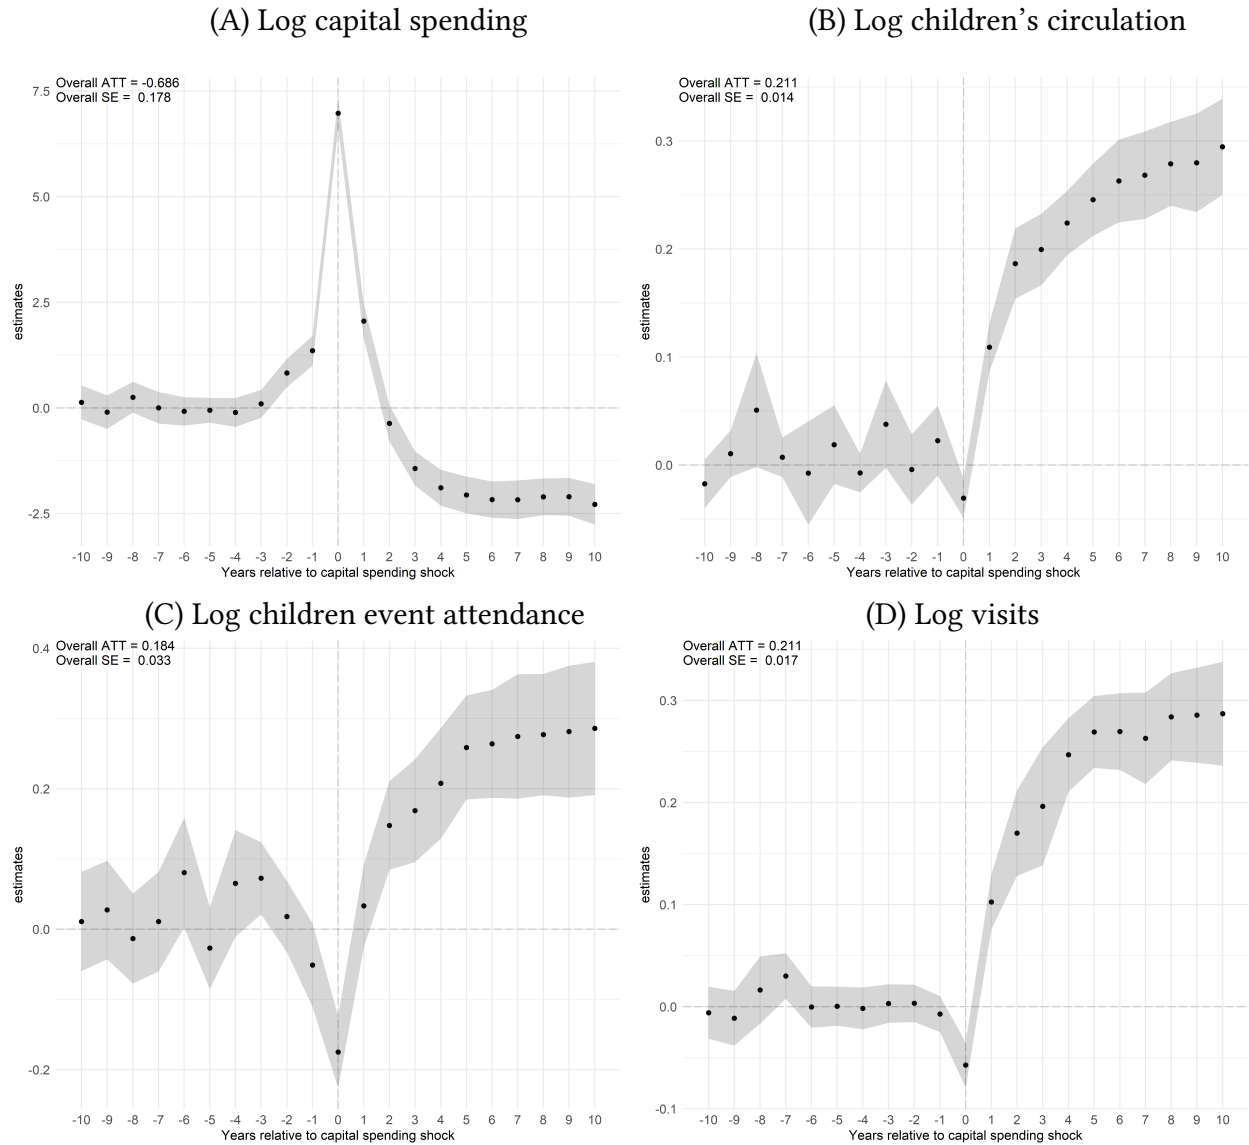 (A) Log capital spending
Overall ATT = -0.686
Overall SE =  0.178
7.5
5.0
2.5
0.0
-2.5
estimates
-10 -9 -8 -7 -6 -5 -4 -3 -2 -1 0 1 2 3 4 5 6 7 8 9 10
Years relative to capital spending shock
(B) Log children’s circulation
Overall ATT = 0.211
Overall SE =  0.014
0.3
0.2
0.1
0.0
estimates
-10 -9 -8 -7 -6 -5 -4 -3 -2 -1 0 1 2 3 4 5 6 7 8 9 10
Years relative to capital spending shock
(C) Log children event attendance
Overall ATT = 0.184
Overall SE =  0.033
0.4
0.2
0.0
-0.2
estimates
-10 -9 -8 -7 -6 -5 -4 -3 -2 -1 0 1 2 3 4 5 6 7 8 9 10
Years relative to capital spending shock
(D) Log visits
Overall ATT = 0.211
Overall SE =  0.017
0.3
0.2
0.1
0.0
-0.1
estimates
-10 -9 -8 -7 -6 -5 -4 -3 -2 -1 0 1 2 3 4 5 6 7 8 9 10
Years relative to capital spending shock